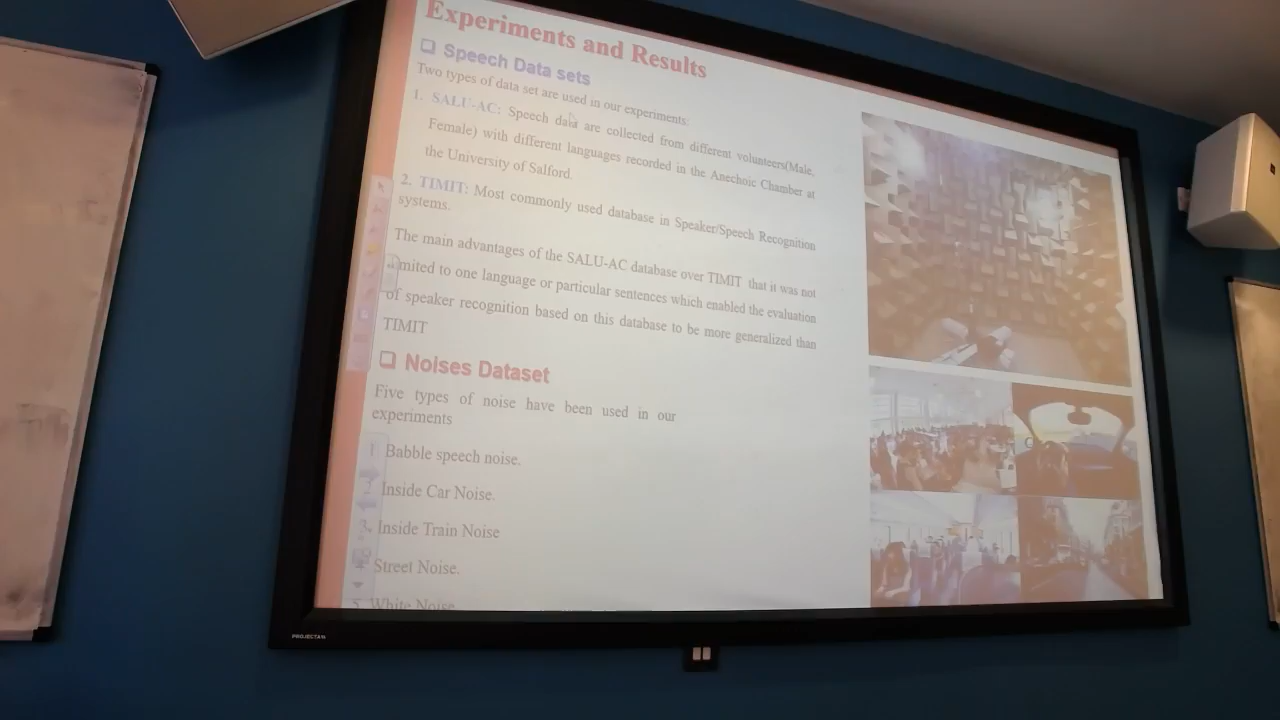 Experiments and Results
❑ Speech Data sets
Two types of data set are used in our experiments.
1. SALU-AC: Speech data are collected from different volunteers(Male,
Female) with different languages recorded in the Anechoic Chamber at
the University of Salford.
2. TIMIT: Most commonly used database in Speaker/Speech Recognition
systems.
The main advantages of the SALU-AC database over TIMIT that it was not
limited to one language or particular sentences which enabled the evaluation
of speaker recognition based on this database to be more generalized than
TIMIT
❑ Noises Dataset
Five types of noise have been used in our
experiments
1 Babble speech noise.
2 Inside Car Noise.
3. Inside Train Noise
Street Noise.
5 White Noise
PROJECTA